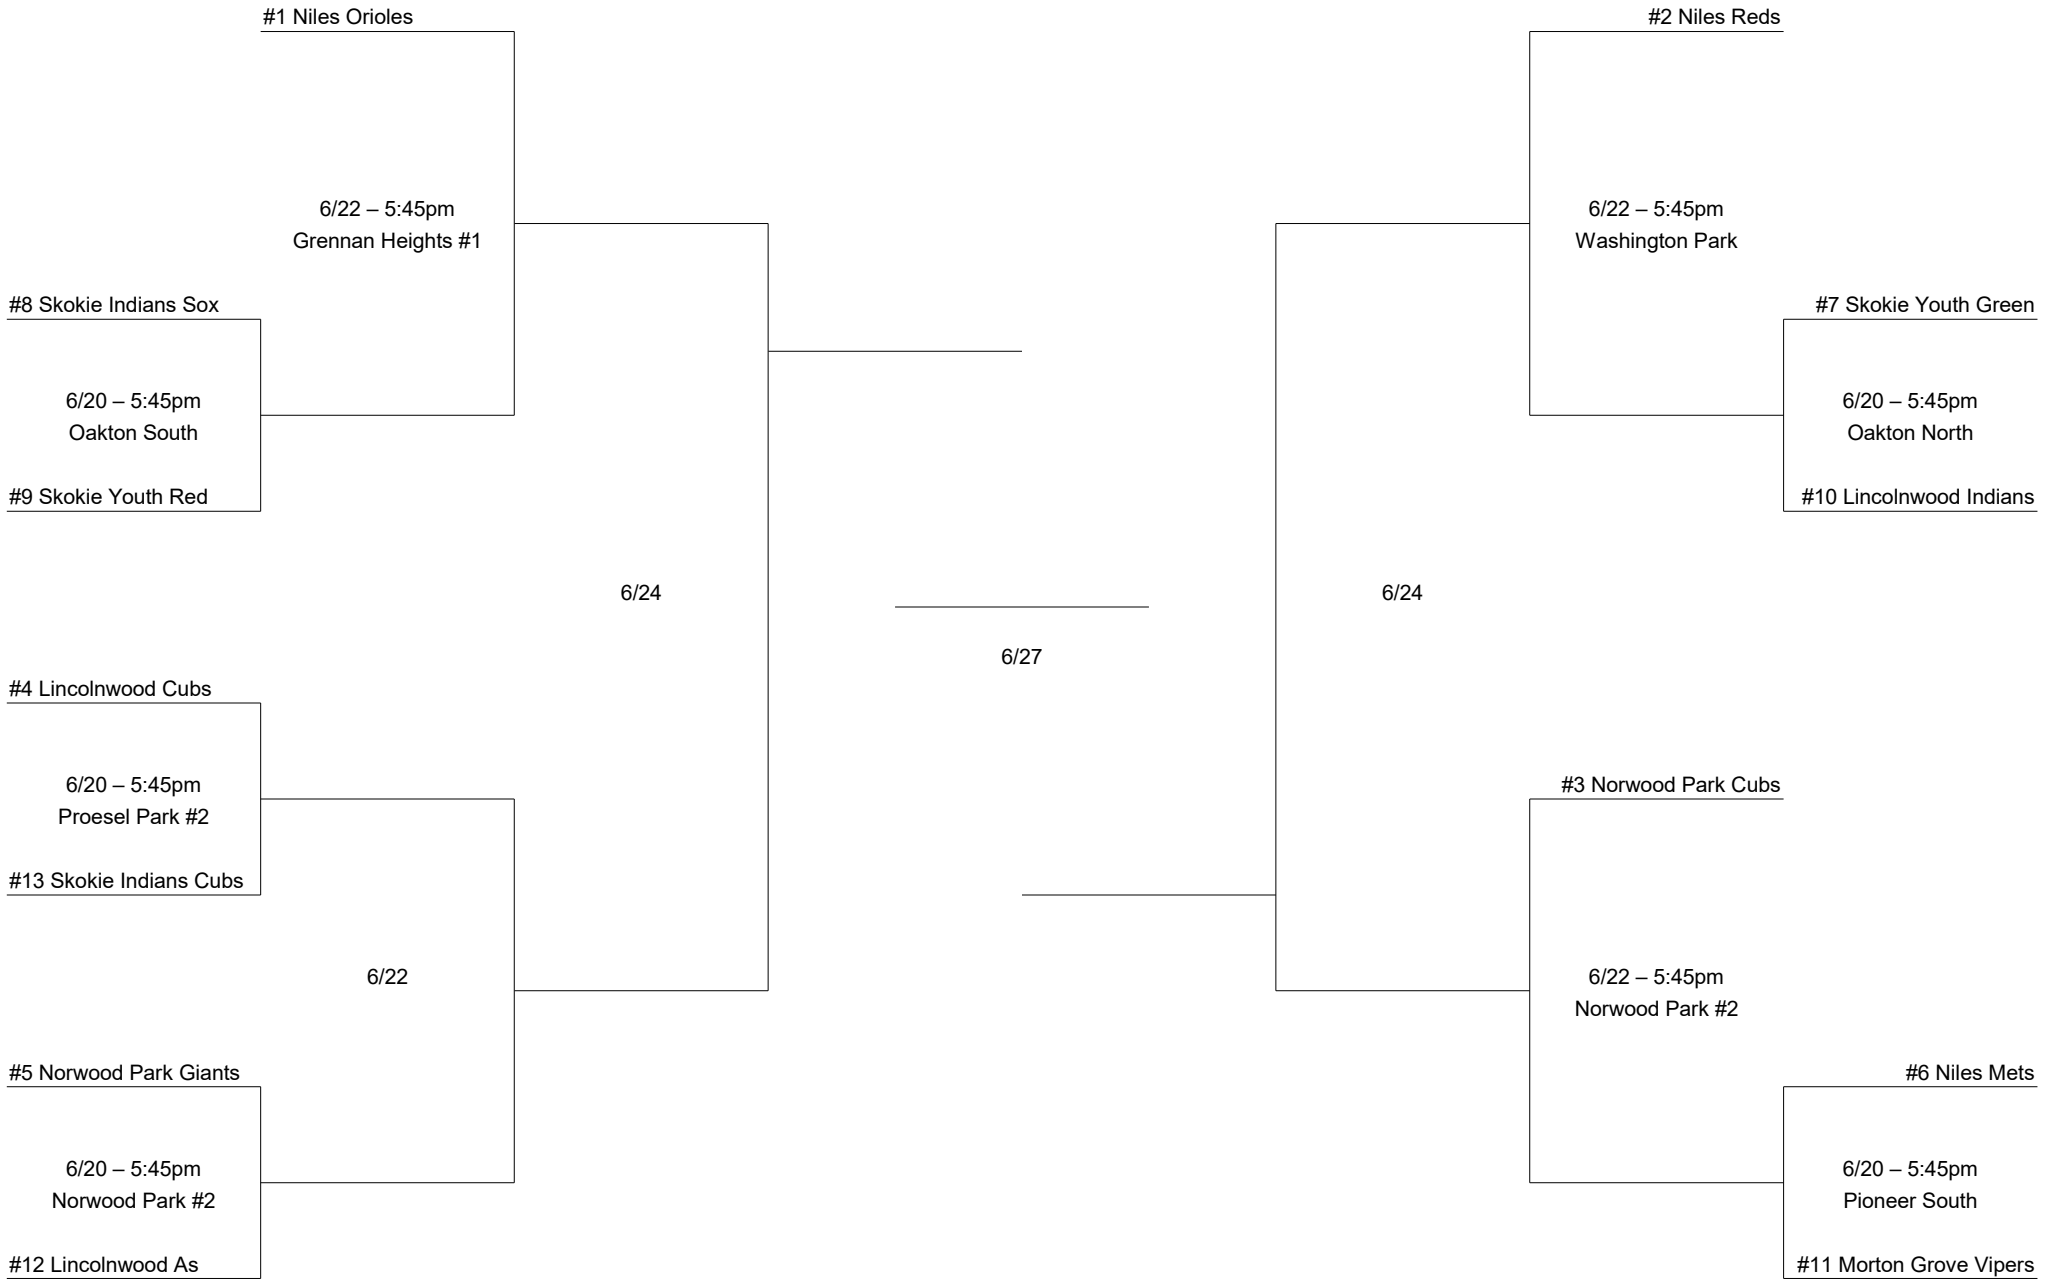 #1 Niles Orioles
#2 Niles Reds
6/22 – 5:45pm
Grennan Heights #1
6/22 – 5:45pm
Washington Park
#8 Skokie Indians Sox
#7 Skokie Youth Green
6/20 – 5:45pm
Oakton South
6/20 – 5:45pm
Oakton North
#9 Skokie Youth Red
#10 Lincolnwood Indians
6/24
6/24
6/27
#4 Lincolnwood Cubs
6/20 – 5:45pm
Proesel Park #2
#3 Norwood Park Cubs
#13 Skokie Indians Cubs
6/22
6/22 – 5:45pm
Norwood Park #2
#5 Norwood Park Giants
#6 Niles Mets
6/20 – 5:45pm
Norwood Park #2
6/20 – 5:45pm
Pioneer South
#12 Lincolnwood As
#11 Morton Grove Vipers